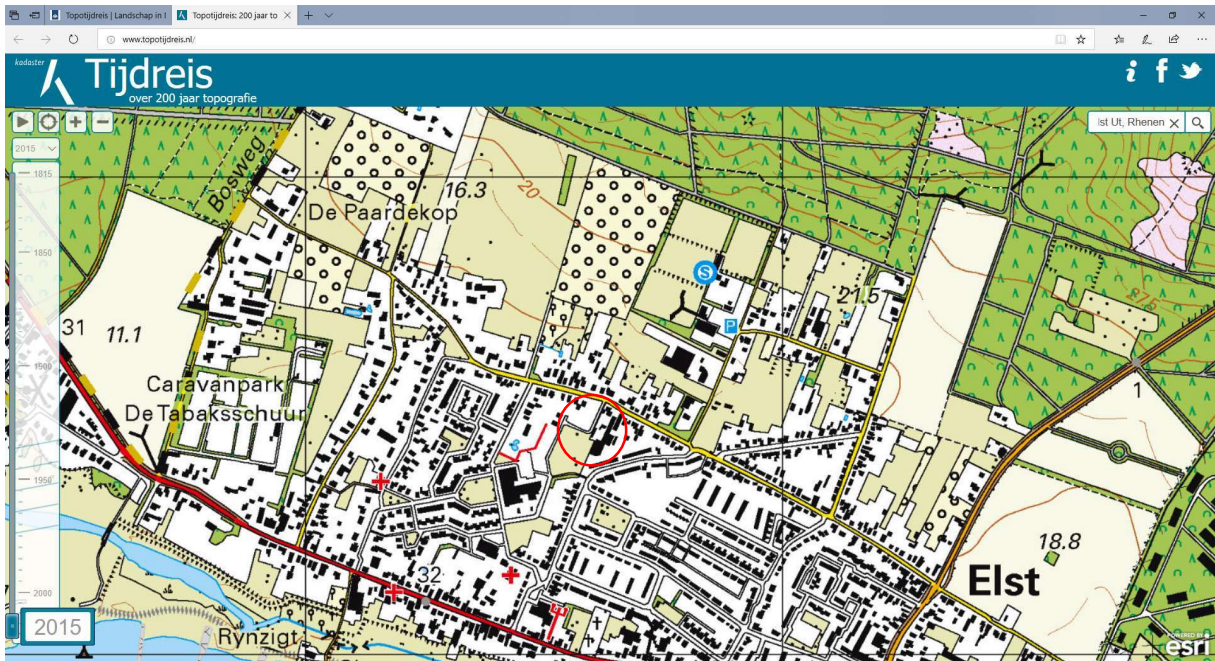 Topotijdreis | Landschap in l
Topotijdreis: 200 jaar to
www.topotijdreis.nl/
kadaster
Tijdreis
over 200 jaar topografie
lst Ut, Rhenen
2015
1815
1850
1900
1950
2000
2015
Bosweg
16.3
20
De Paardekop
S
21.5
P
31
11.1
Caravanpark
De Tabaksschuur
1
18.8
32
Elst
Rynzigt
POWERED BY
esri